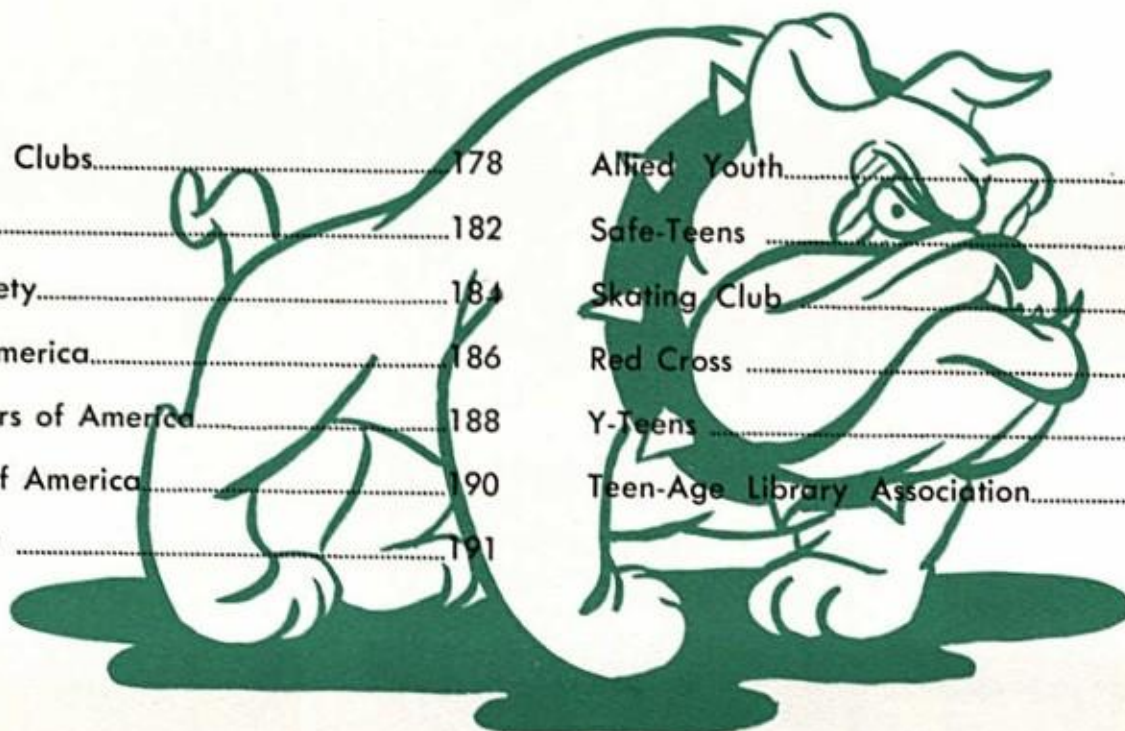 Clubs 178
182
ety 184
merica 186
rs of America 188
f America 190
191
Allied Youth
Safe-Teens
Skating Club
Red Cross
Y-Teens
Teen-Age Library Association